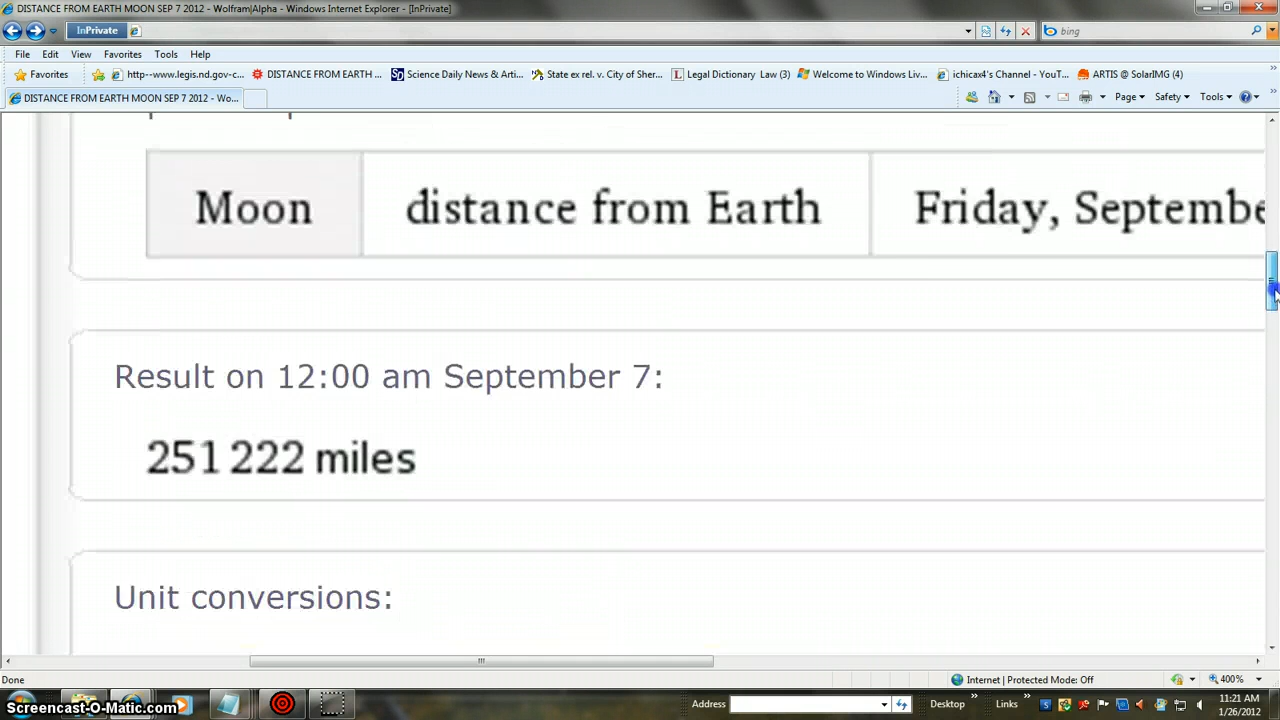 DISTANCE FROM EARTH MOON SEP 7 2012 - Wolfram|Alpha - Windows Internet Explorer - [InPrivate]
InPrivate
bing
File Edit View Favorites Tools Help
Favorites http--www.legis.nd.gov-c... DISTANCE FROM EARTH ... Science Daily News & Arti... State ex rel. v. City of Sher... Legal Dictionary Law (3) Welcome to Windows Liv... ichicax4's Channel - YouT... ARTIS @ SolarIMG (4)
DISTANCE FROM EARTH MOON SEP 7 2012 - Wo... Page Safety Tools
Moon distance from Earth Friday, Septembe
Result on 12:00 am September 7:
251 222 miles
Unit conversions:
Done Internet | Protected Mode: Off 400%
Screencast-O-Matic.com Address Desktop Links 11:21 AM
1/26/2012